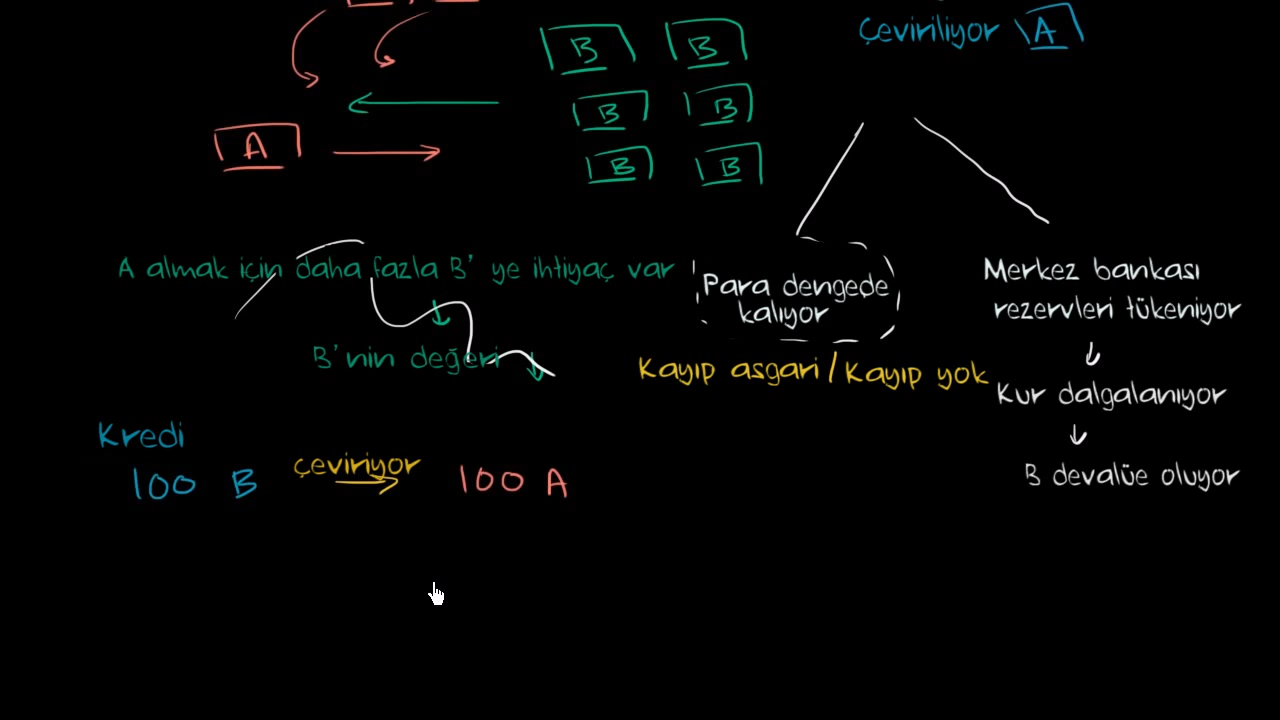 Çeviriliyor A
B B
B B
A
B B
A almak için daha fazla B' ye ihtiyaç var
B'nin değeri
Para dengede
kalıyor
Kayıp asgari / Kayıp yok
Merkez bankası
rezervleri tükeniyor
Kur dalgalanıyor
B devalüe oluyor
Kredi
100 B çeviriyor 100 A